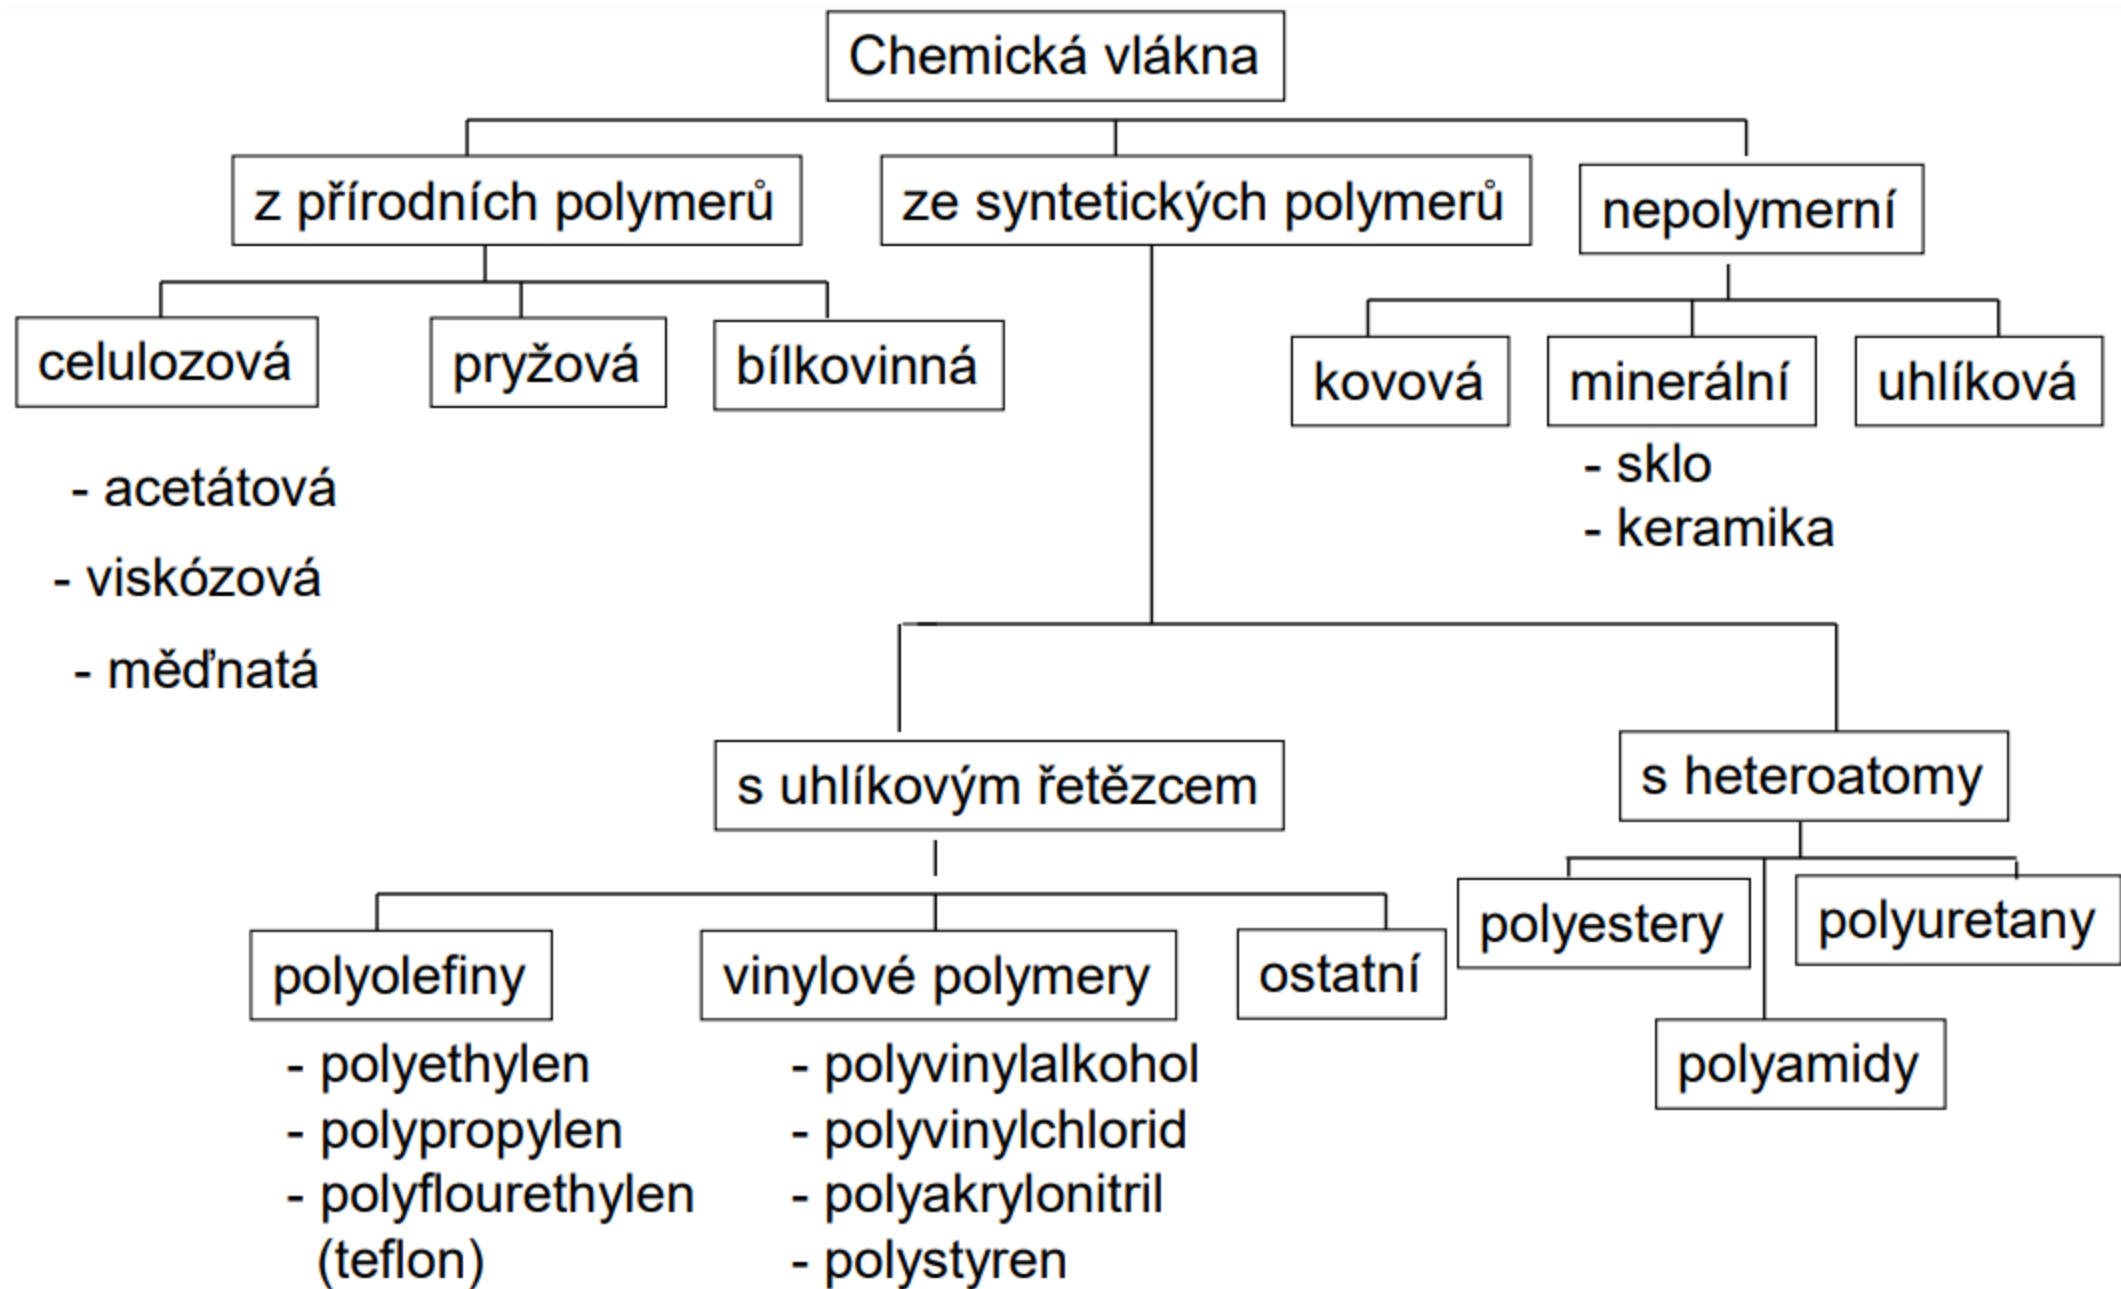 Chemická vlákna
z přírodních polymerů
ze syntetických polymerů
nepolymerní
celulozová
pryžová
bílkovinná
kovová
minerální
uhlíková
- acetátová
- viskózová
- měďnatá
- sklo
- keramika
s uhlíkovým řetězcem
s heteroatomy
polyolefiny
vinylové polymery
ostatní
polyestery
polyuretany
polyamidy
- polyethylen
- polypropylen
- polyflourethylen
(teflon)
- polyvinylalkohol
- polyvinylchlorid
- polyakrylonitril
- polystyren